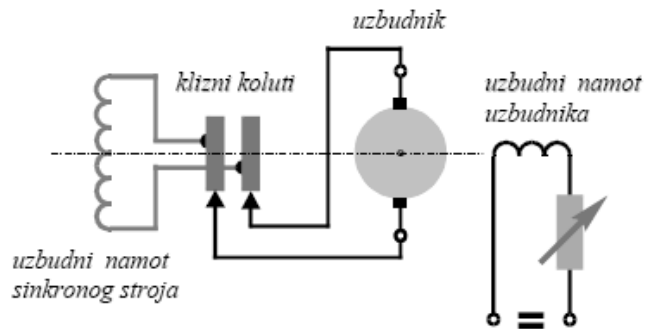 uzbudnik
klizni koluti
uzbudni namot
uzbudnika
uzbudni namot
sinkronog stroja